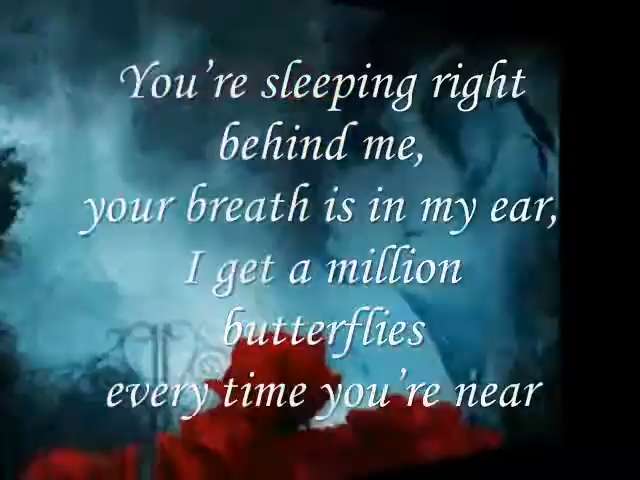 You’re sleeping right
behind me,
your breath is in my ear,
I get a million
butterflies
every time you’re near